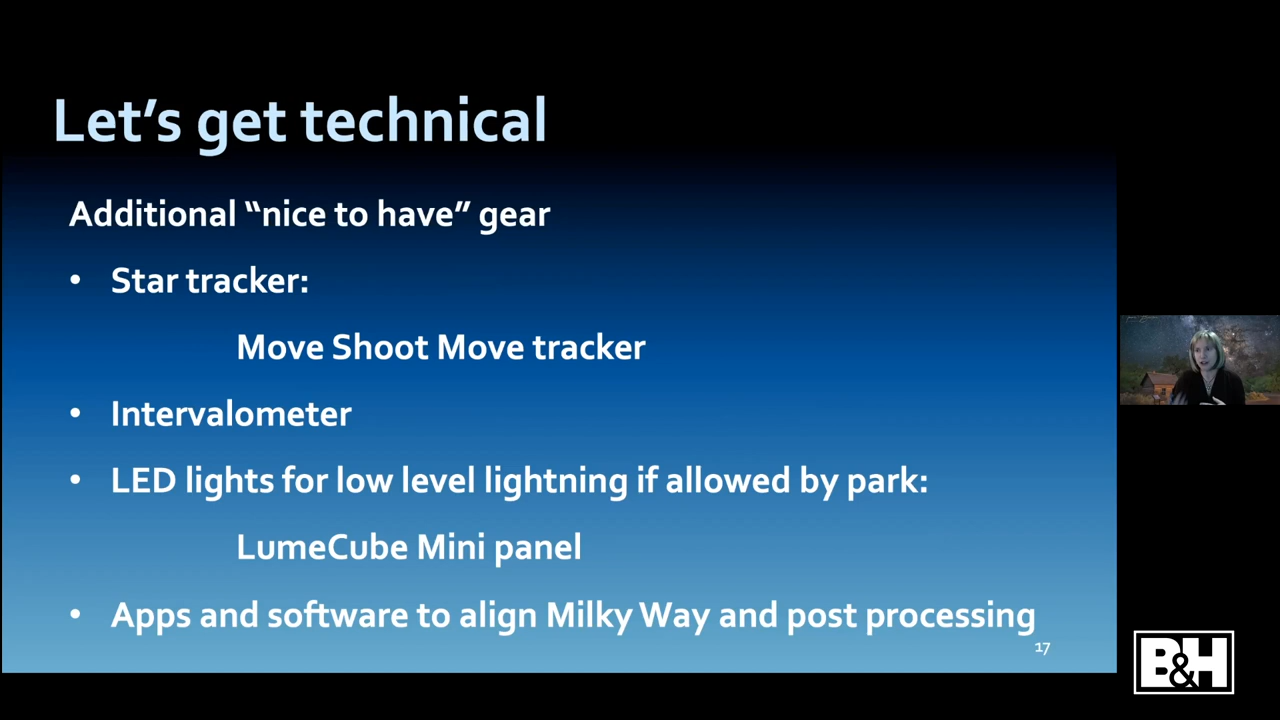 Let's get technical
Additional “nice to have” gear
• Star tracker:
Move Shoot Move tracker
• Intervalometer
• LED lights for low level lightning if allowed by park:
LumeCube Mini panel
• Apps and software to align Milky Way and post processing
17
B&H